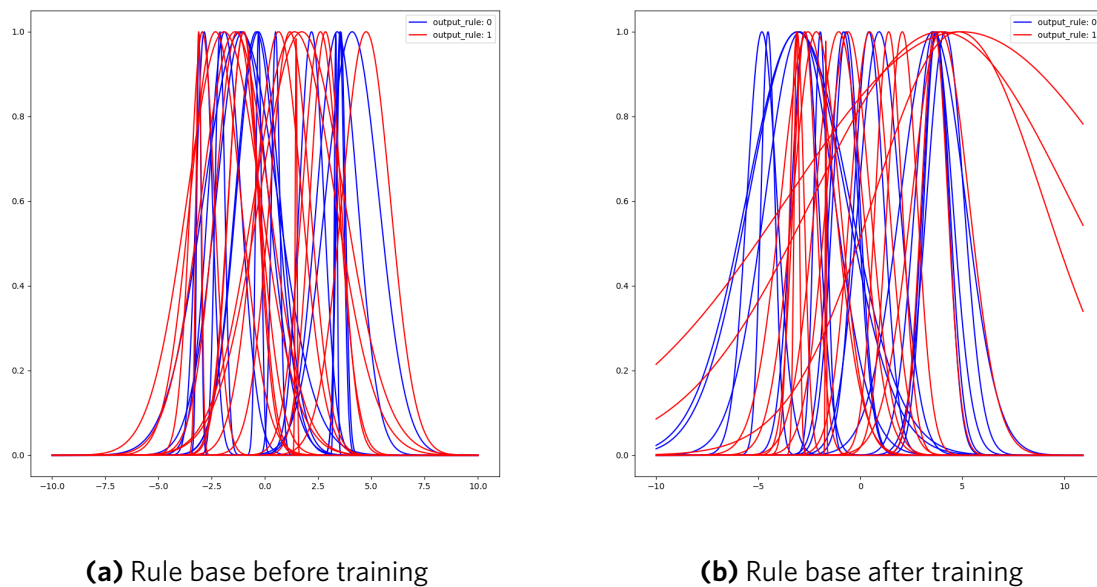 output_rule: 0
output_rule: 1
1.0
0.8
0.6
0.4
0.2
0.0
−10.0 −7.5 −5.0 −2.5 0.0 2.5 5.0 7.5 10.0
output_rule: 0
output_rule: 1
1.0
0.8
0.6
0.4
0.2
0.0
−10 −5 0 5 10
(a) Rule base before training
(b) Rule base after training